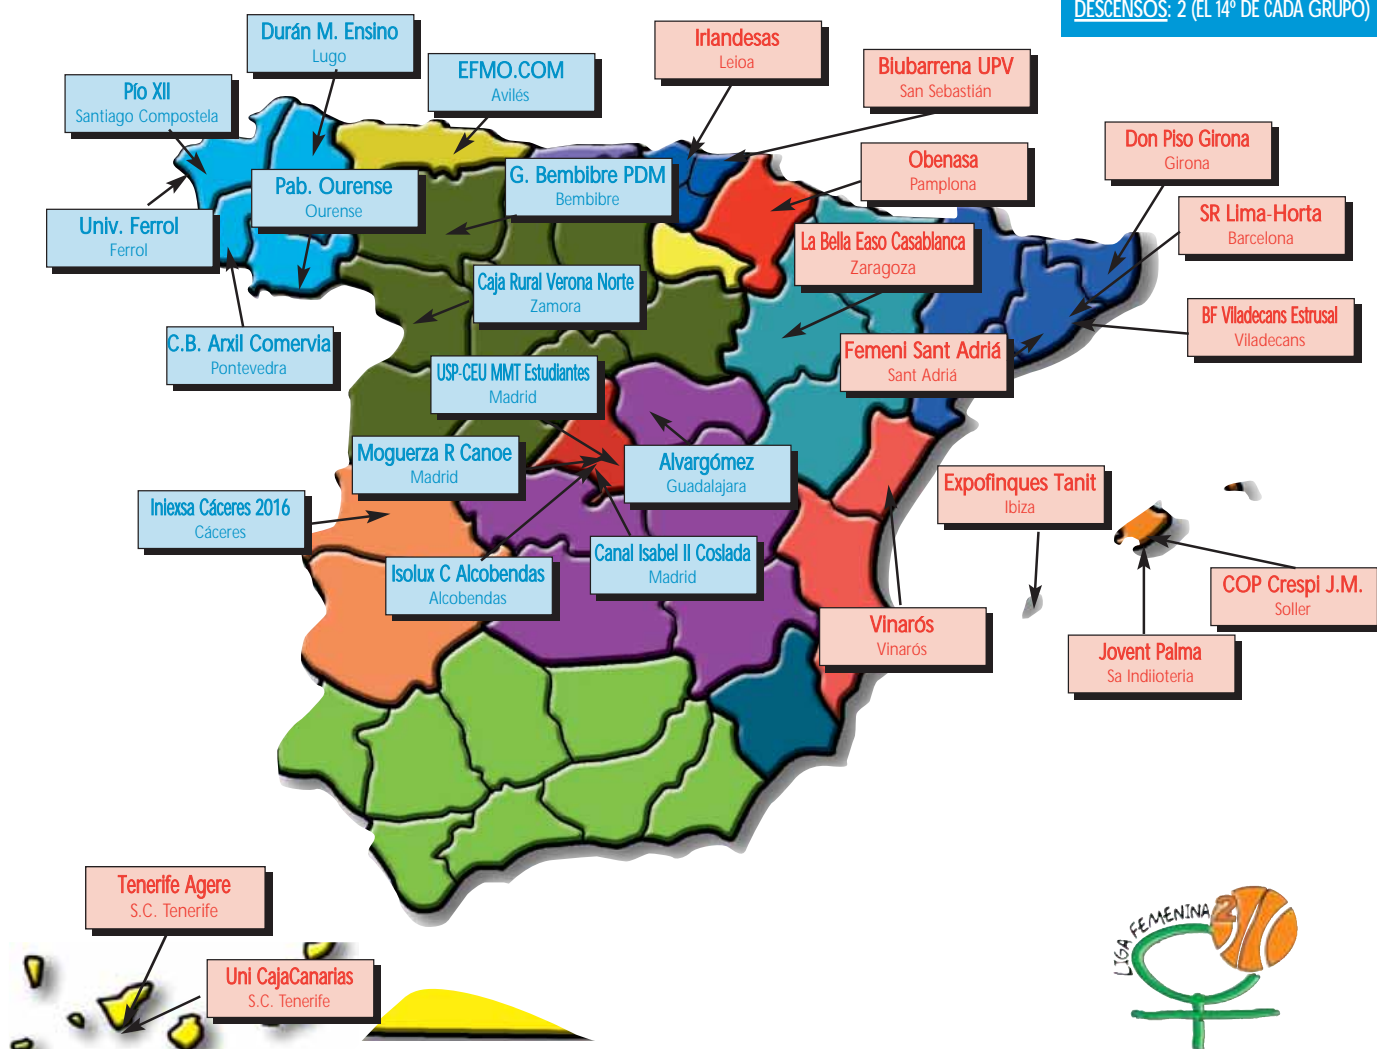 DESCENSOS: 2 (EL 14º DE CADA GRUPO)
Durán M. Ensino
Lugo
Irlandesas
Leioa
EFMO.COM
Avilés
Biubarrena UPV
San Sebastián
Pío XII
Santiago Compostela
Don Piso Girona
Girona
Obenasa
Pamplona
G. Bembibre PDM
Bembibre
Pab. Ourense
Ourense
SR Lima-Horta
Barcelona
Univ. Ferrol
Ferrol
La Bella Easo Casablanca
Zaragoza
Caja Rural Verona Norte
Zamora
BF Viladecans Estrusal
Viladecans
C.B. Arxil Comervia
Pontevedra
Femeni Sant Adriá
Sant Adriá
USP-CEU MMT Estudiantes
Madrid
Moguerza R Canoe
Madrid
Alvargómez
Guadalajara
Expofinques Tanit
Ibiza
Iniexsa Cáceres 2016
Cáceres
Canal Isabel II Coslada
Madrid
Isolux C Alcobendas
Alcobendas
COP Crespi J.M.
Soller
Vinarós
Vinarós
Jovent Palma
Sa Indiioteria
Tenerife Agere
S.C. Tenerife
Uni CajaCanarias
S.C. Tenerife
LIGA FEMENINA 2